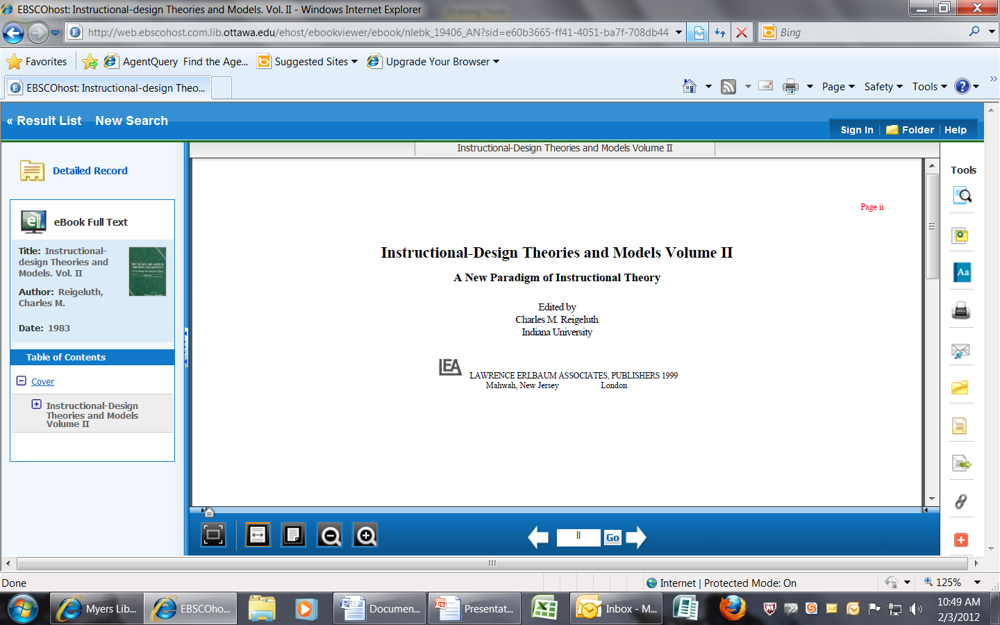 EBSCOhost: Instructional-design Theories and Models. Vol. II - Windows Internet Explorer
http://web.ebscohost.com.lib.ottawa.edu/ehost/ebookviewer/ebook/nlebk_19406_AN?sid=e60b3665-ff41-4051-ba7f-708db44
Bing
Favorites
AgentQuery Find the Age...
Suggested Sites
Upgrade Your Browser
EBSCOhost: Instructional-design Theo...
Page
Safety
Tools
« Result List
New Search
Sign In
Folder
Help
Detailed Record
eBook Full Text
Title: Instructional-
design Theories and
Models. Vol. II
Author: Reigeluth,
Charles M.
Date: 1983
Table of Contents
Cover
Instructional-Design
Theories and Models
Volume II
Instructional-Design Theories and Models Volume II
Page ii
Instructional-Design Theories and Models Volume II
A New Paradigm of Instructional Theory
Edited by
Charles M. Reigeluth
Indiana University
LEA
LAWRENCE ERLBAUM ASSOCIATES, PUBLISHERS 1999
Mahwah, New Jersey London
Tools
Aa
II
Go
Done
Internet | Protected Mode: On
125%
Myers Lib...
EBSCOho...
Documen...
Presentat...
Inbox - M...
10:49 AM
2/3/2012